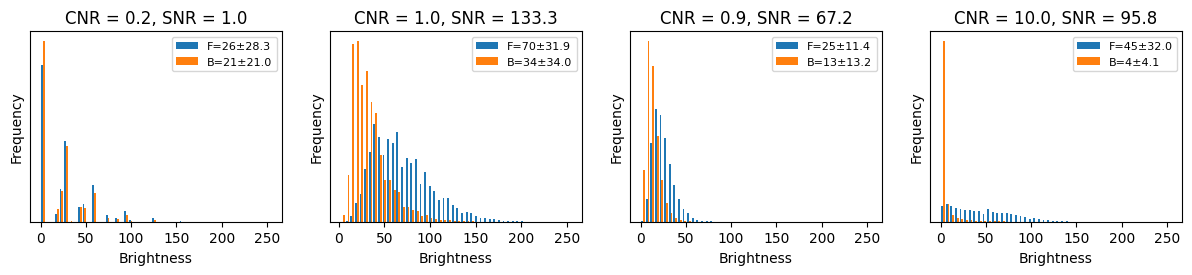 CNR = 0.2, SNR = 1.0
F=26±28.3
B=21±21.0
Frequency
0 50 100 150 200 250
Brightness
CNR = 1.0, SNR = 133.3
F=70±31.9
B=34±34.0
Frequency
0 50 100 150 200 250
Brightness
CNR = 0.9, SNR = 67.2
F=25±11.4
B=13±13.2
Frequency
0 50 100 150 200 250
Brightness
CNR = 10.0, SNR = 95.8
F=45±32.0
B=4±4.1
Frequency
0 50 100 150 200 250
Brightness